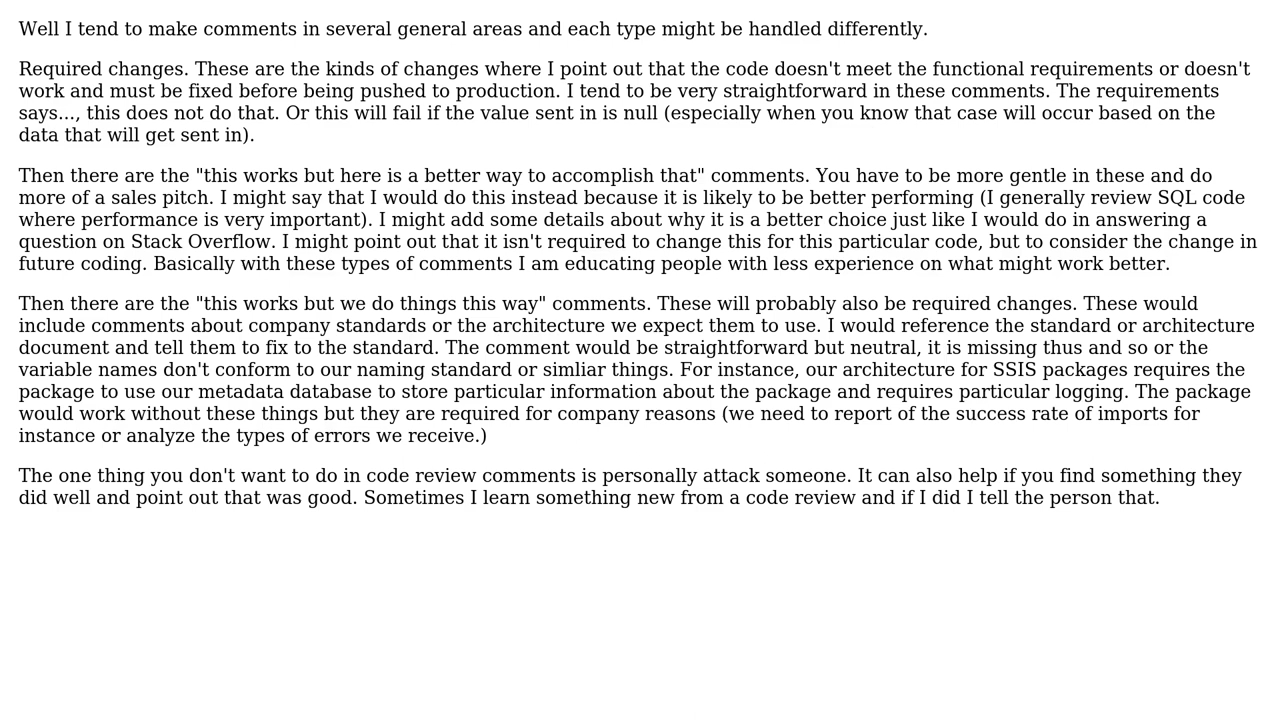 Well I tend to make comments in several general areas and each type might be handled differently.
Required changes. These are the kinds of changes where I point out that the code doesn't meet the functional requirements or doesn't
work and must be fixed before being pushed to production. I tend to be very straightforward in these comments. The requirements
says..., this does not do that. Or this will fail if the value sent in is null (especially when you know that case will occur based on the
data that will get sent in).
Then there are the "this works but here is a better way to accomplish that" comments. You have to be more gentle in these and do
more of a sales pitch. I might say that I would do this instead because it is likely to be better performing (I generally review SQL code
where performance is very important). I might add some details about why it is a better choice just like I would do in answering a
question on Stack Overflow. I might point out that it isn't required to change this for this particular code, but to consider the change in
future coding. Basically with these types of comments I am educating people with less experience on what might work better.
Then there are the "this works but we do things this way" comments. These will probably also be required changes. These would
include comments about company standards or the architecture we expect them to use. I would reference the standard or architecture
document and tell them to fix to the standard. The comment would be straightforward but neutral, it is missing thus and so or the
variable names don't conform to our naming standard or simliar things. For instance, our architecture for SSIS packages requires the
package to use our metadata database to store particular information about the package and requires particular logging. The package
would work without these things but they are required for company reasons (we need to report of the success rate of imports for
instance or analyze the types of errors we receive.)
The one thing you don't want to do in code review comments is personally attack someone. It can also help if you find something they
did well and point out that was good. Sometimes I learn something new from a code review and if I did I tell the person that.